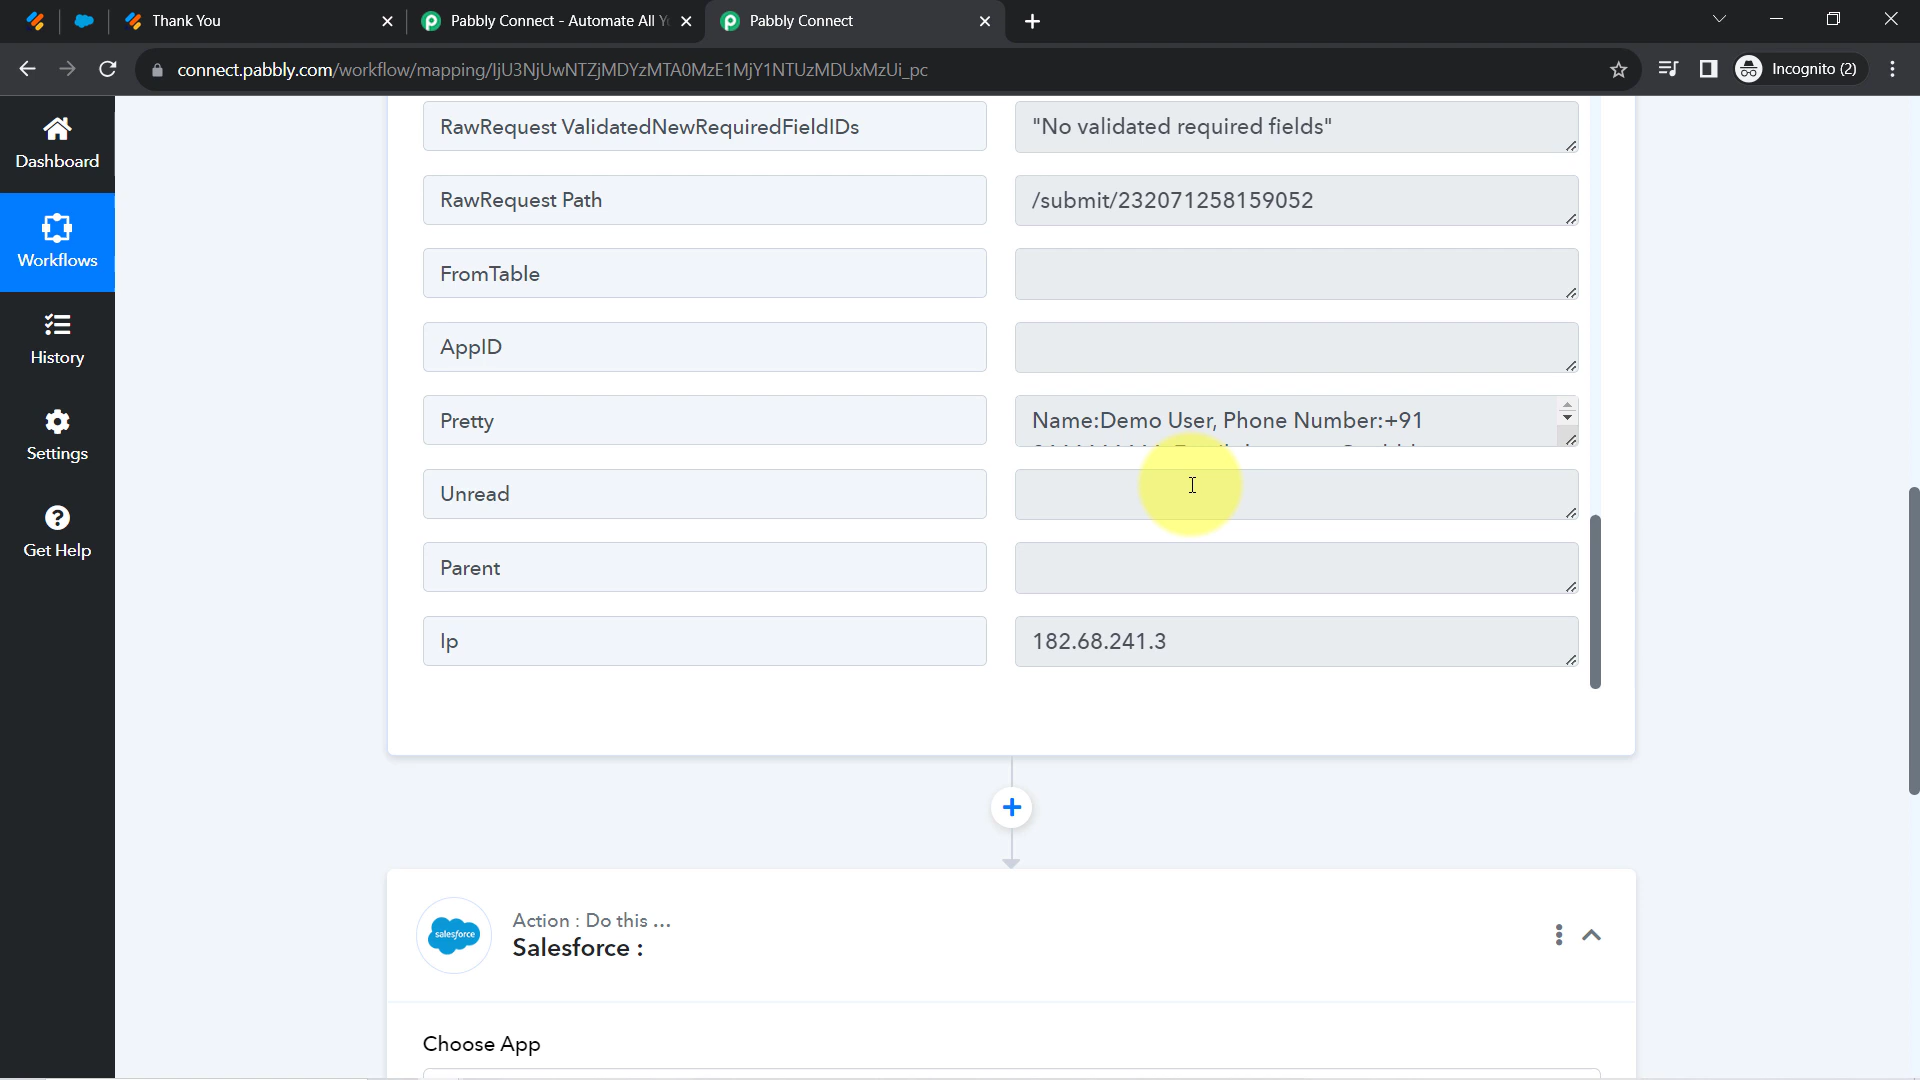 Thank You
Pabbly Connect - Automate All Y
Pabbly Connect
connect.pabbly.com/workflow/mapping/IjU3NjUwNTZjMDYzMTA0MzE1MjY1NTUzMDUxMzUi_pc
Incognito (2)
Dashboard
Workflows
History
Settings
Get Help
RawRequest ValidatedNewRequiredFieldIDs
"No validated required fields"
RawRequest Path
/submit/232071258159052
FromTable
AppID
Pretty
Name:Demo User, Phone Number:+91
Unread
Parent
Ip
182.68.241.3
salesforce
Action : Do this ...
Salesforce :
Choose App